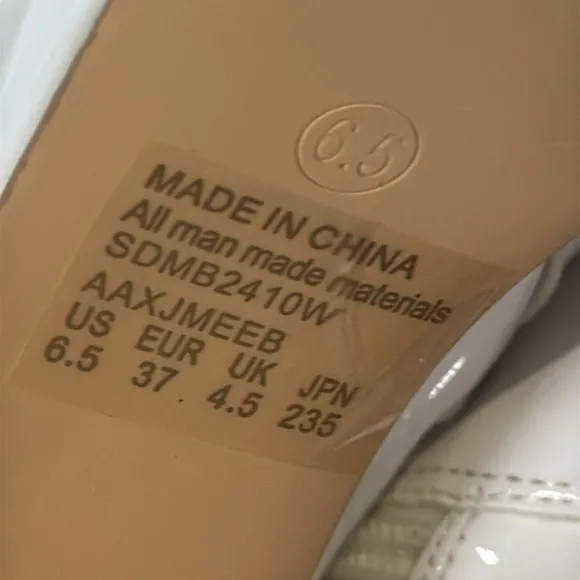 6.5
MADE IN CHINA
All man made materials
SDMB2410W
AAXJMEEB
US EUR UK JPN
6.5 37 4.5 235